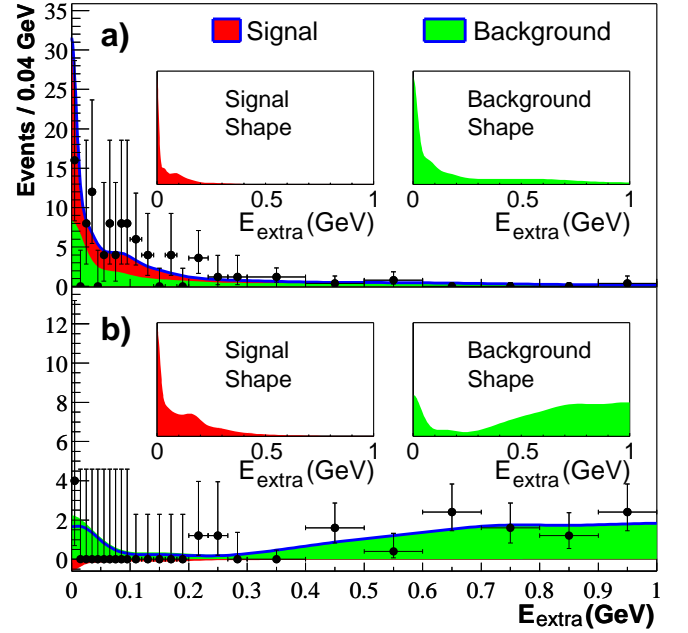 a)
Signal
Background
Events / 0.04 GeV
35
30
25
20
15
10
5
0
Signal
Shape
0
0.5
1
E_extra (GeV)
Background
Shape
0
0.5
1
E_extra (GeV)
b)
12
10
8
6
4
2
0
Signal
Shape
0
0.5
1
E_extra (GeV)
Background
Shape
0
0.5
1
E_extra (GeV)
0 0.1 0.2 0.3 0.4 0.5 0.6 0.7 0.8 0.9 1
E_extra (GeV)